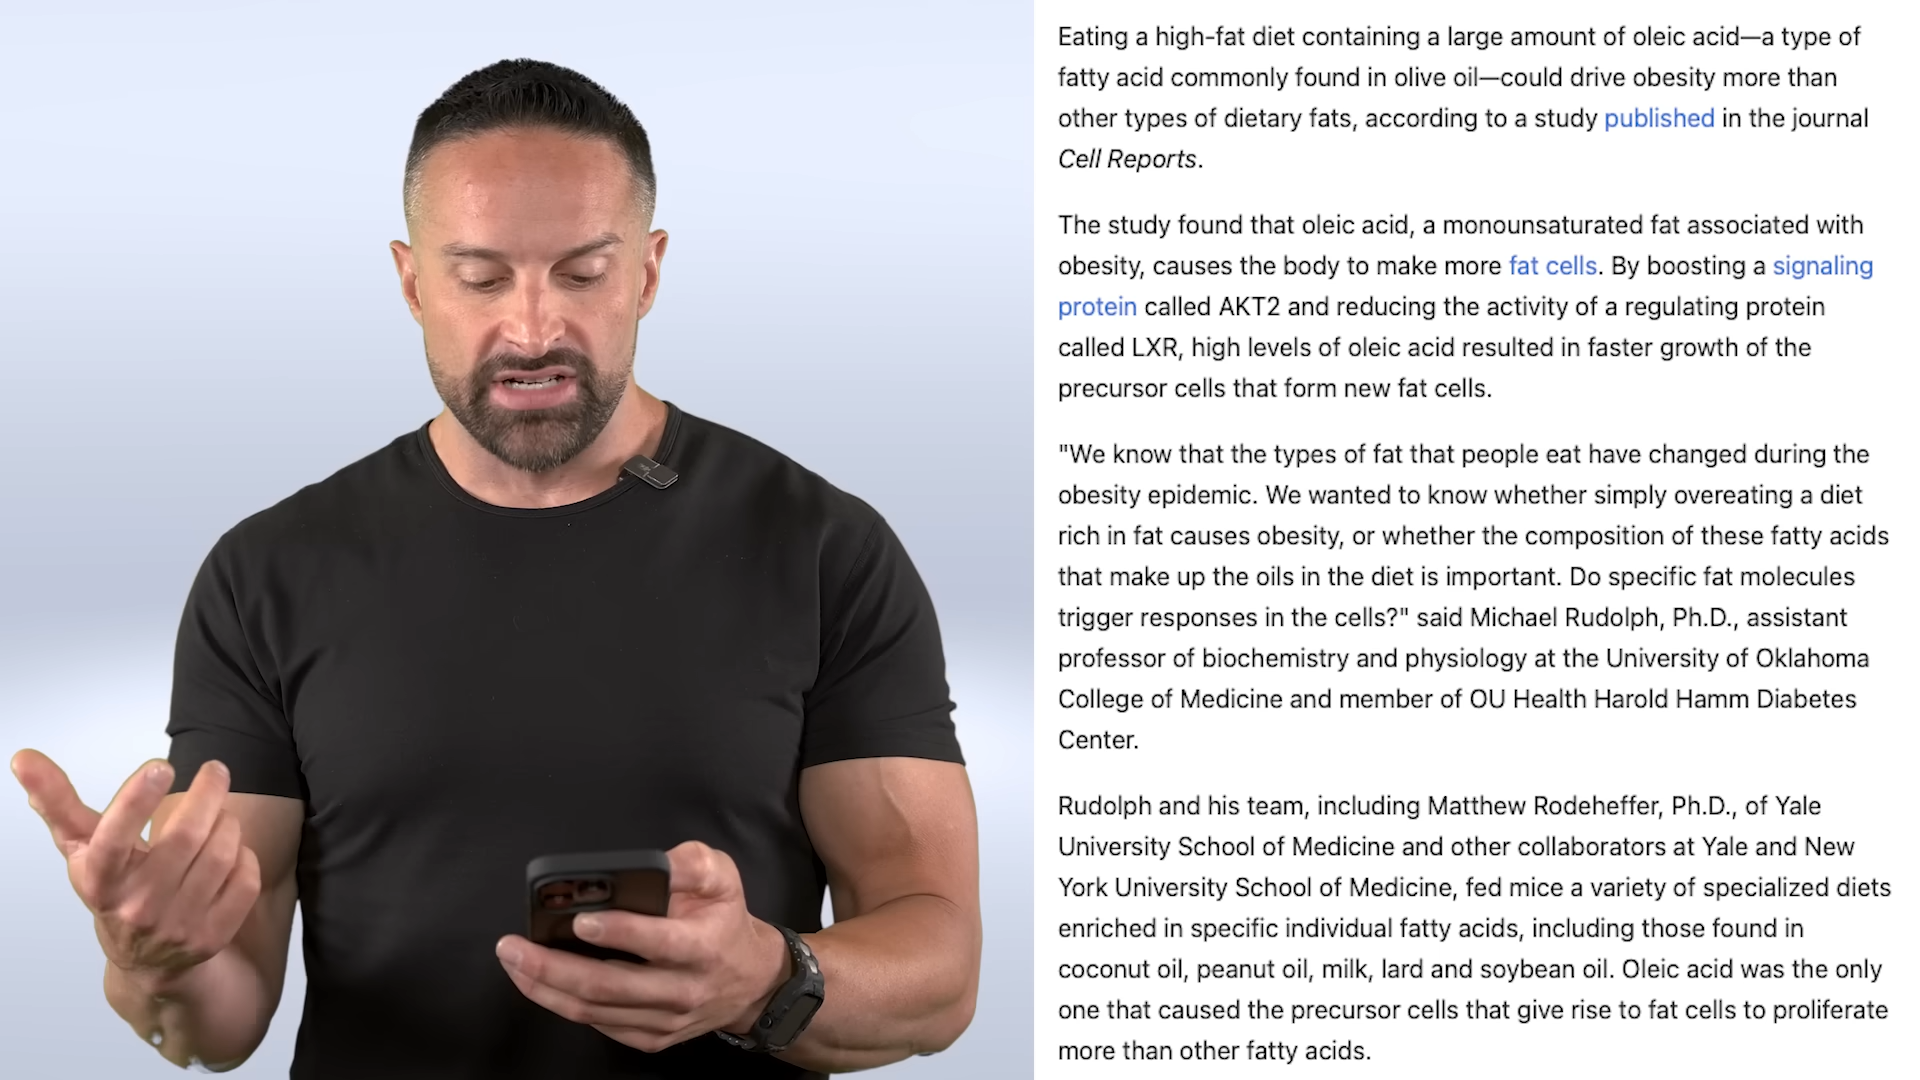 Eating a high-fat diet containing a large amount of oleic acid—a type of
fatty acid commonly found in olive oil—could drive obesity more than
other types of dietary fats, according to a study published in the journal
Cell Reports.
The study found that oleic acid, a monounsaturated fat associated with
obesity, causes the body to make more fat cells. By boosting a signaling
protein called AKT2 and reducing the activity of a regulating protein
called LXR, high levels of oleic acid resulted in faster growth of the
precursor cells that form new fat cells.
"We know that the types of fat that people eat have changed during the
obesity epidemic. We wanted to know whether simply overeating a diet
rich in fat causes obesity, or whether the composition of these fatty acids
that make up the oils in the diet is important. Do specific fat molecules
trigger responses in the cells?" said Michael Rudolph, Ph.D., assistant
professor of biochemistry and physiology at the University of Oklahoma
College of Medicine and member of OU Health Harold Hamm Diabetes
Center.
Rudolph and his team, including Matthew Rodeheffer, Ph.D., of Yale
University School of Medicine and other collaborators at Yale and New
York University School of Medicine, fed mice a variety of specialized diets
enriched in specific individual fatty acids, including those found in
coconut oil, peanut oil, milk, lard and soybean oil. Oleic acid was the only
one that caused the precursor cells that give rise to fat cells to proliferate
more than other fatty acids.